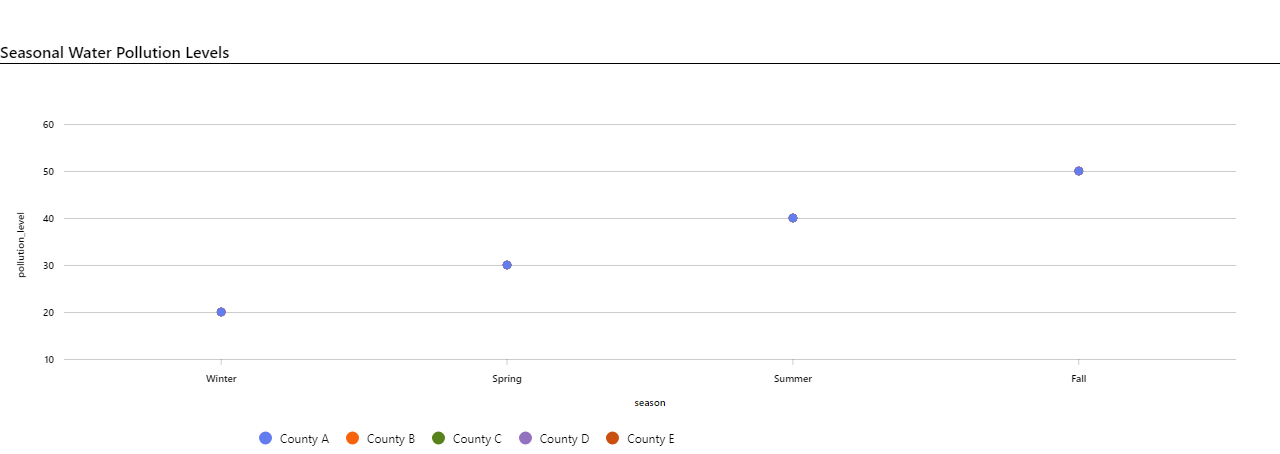 Seasonal Water Pollution Levels
60
50
40
30
20
10
pollution_level
Winter Spring Summer Fall
season
County A County B County C County D County E